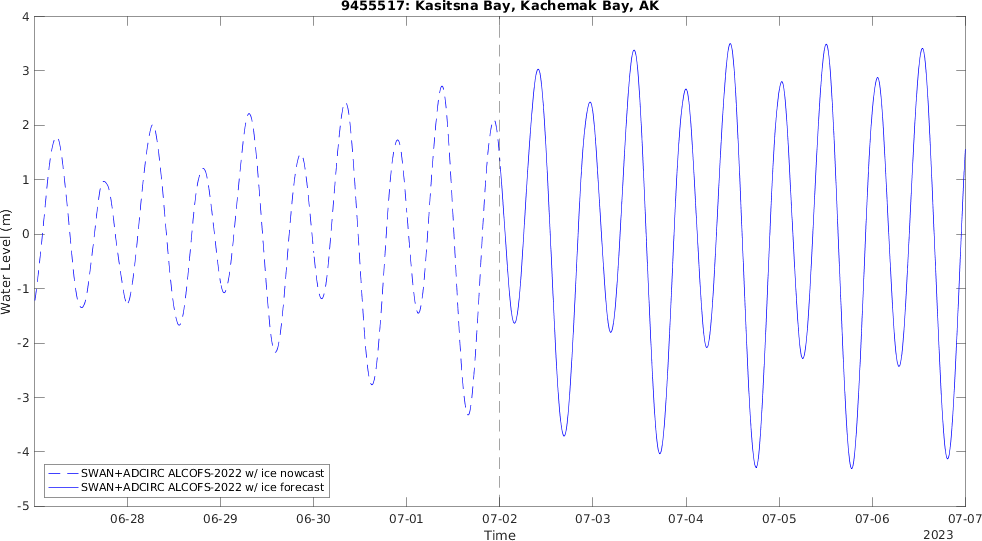 9455517: Kasitsna Bay, Kachemak Bay, AK
Water Level (m)
4
3
2
1
0
-1
-2
-3
-4
-5
SWAN+ADCIRC ALCOFS-2022 w/ ice nowcast
SWAN+ADCIRC ALCOFS-2022 w/ ice forecast
06-28 06-29 06-30 07-01 07-02 07-03 07-04 07-05 07-06 07-07
Time
2023